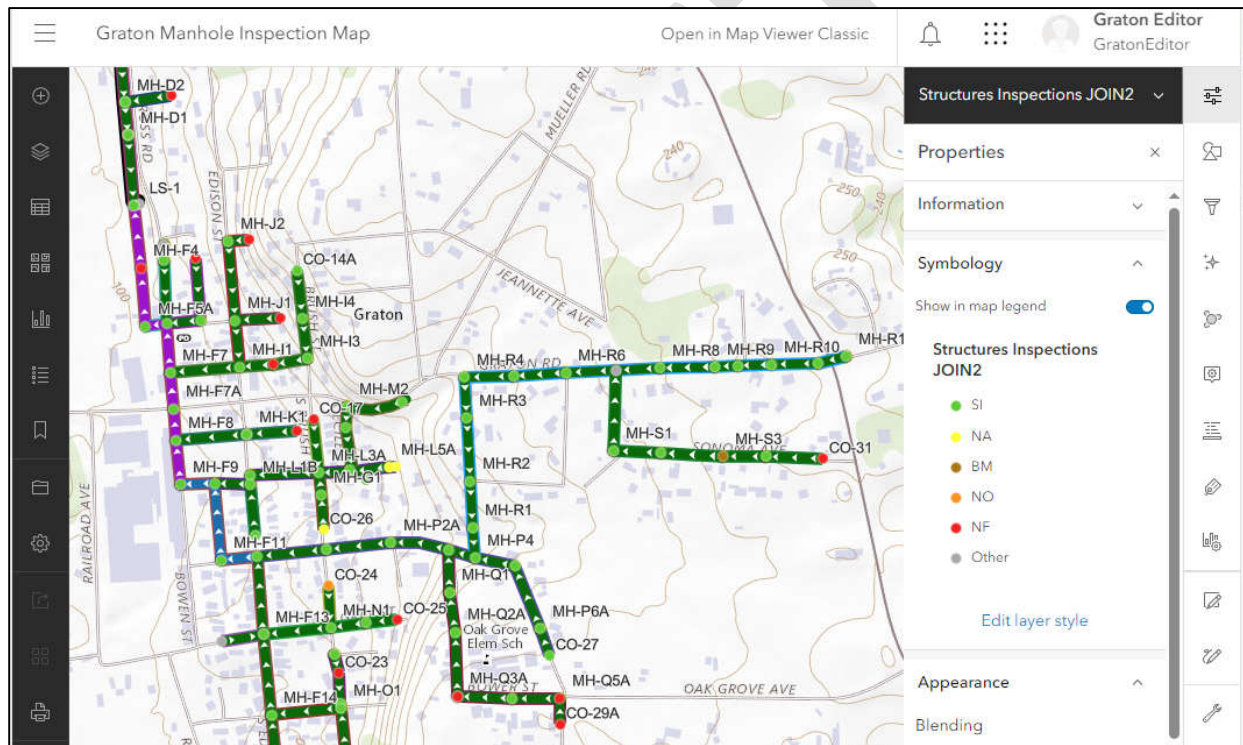 Graton Manhole Inspection Map
Open in Map Viewer Classic
Graton Editor
GratonEditor
MH-D2
MH-D1
LS-1
EDISON ST
MUELLER RD
240
250
240
250
100
MH-J2
MH-F4
CO-14A
MH-J1
MH-I4
MH-F5A
PO
Graton
JEANNETTE AVE
MH-I3
MH-F7
MH-I1
MH-R4
GRATON RD
MH-R6
MH-R8
MH-R9
MH-R10
MH-R1
MH-F7A
MH-M2
MH-R3
MH-K1
CO-17
MH-F8
MH-S1
MH-S3
SONOMA AVE
CO-31
MH-L3A
MH-L5A
MH-F9
MH-L1B
MH-G1
MH-R2
RAILROAD AVE
CO-26
MH-R1
MH-P2A
MH-F11
MH-P4
BOWEN ST
CO-24
MH-Q1
MH-F13
MH-N1
CO-25
MH-Q2A
MH-P6A
Oak Grove
Elem Sch
CO-27
CO-23
MH-Q3A
MH-Q5A
MH-F14
MH-O1
BOWER ST
OAK GROVE AVE
CO-29A
Structures Inspections JOIN2
Properties
Information
Symbology
Show in map legend
Structures Inspections
JOIN2
SI
NA
BM
NO
NF
Other
Edit layer style
Appearance
Blending